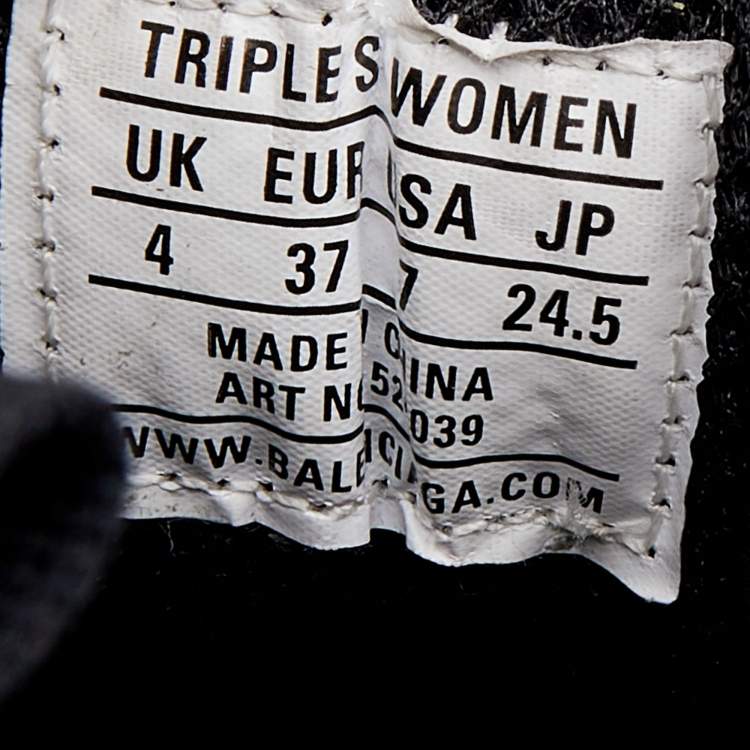 TRIPLE S WOMEN
UK EUR USA JP
4 37 7 24.5
MADE CHINA
ART
WWW.BALENCIAGA.COM